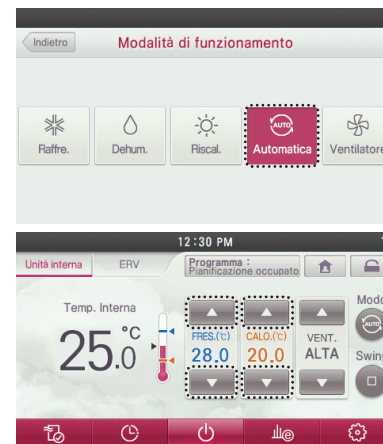 Indietro
Modalità di funzionamento
AUTO
Raffre.
Dehum.
Riscal.
Automatica
Ventilatore
12:30 PM
Unità interna
ERV
Programma :
Pianificazione occupato
Temp. Interna
25.0 °C
FRES.(℃)
28.0
CALO.(℃)
20.0
VENT.
ALTA
Modo
AUTO
Swing